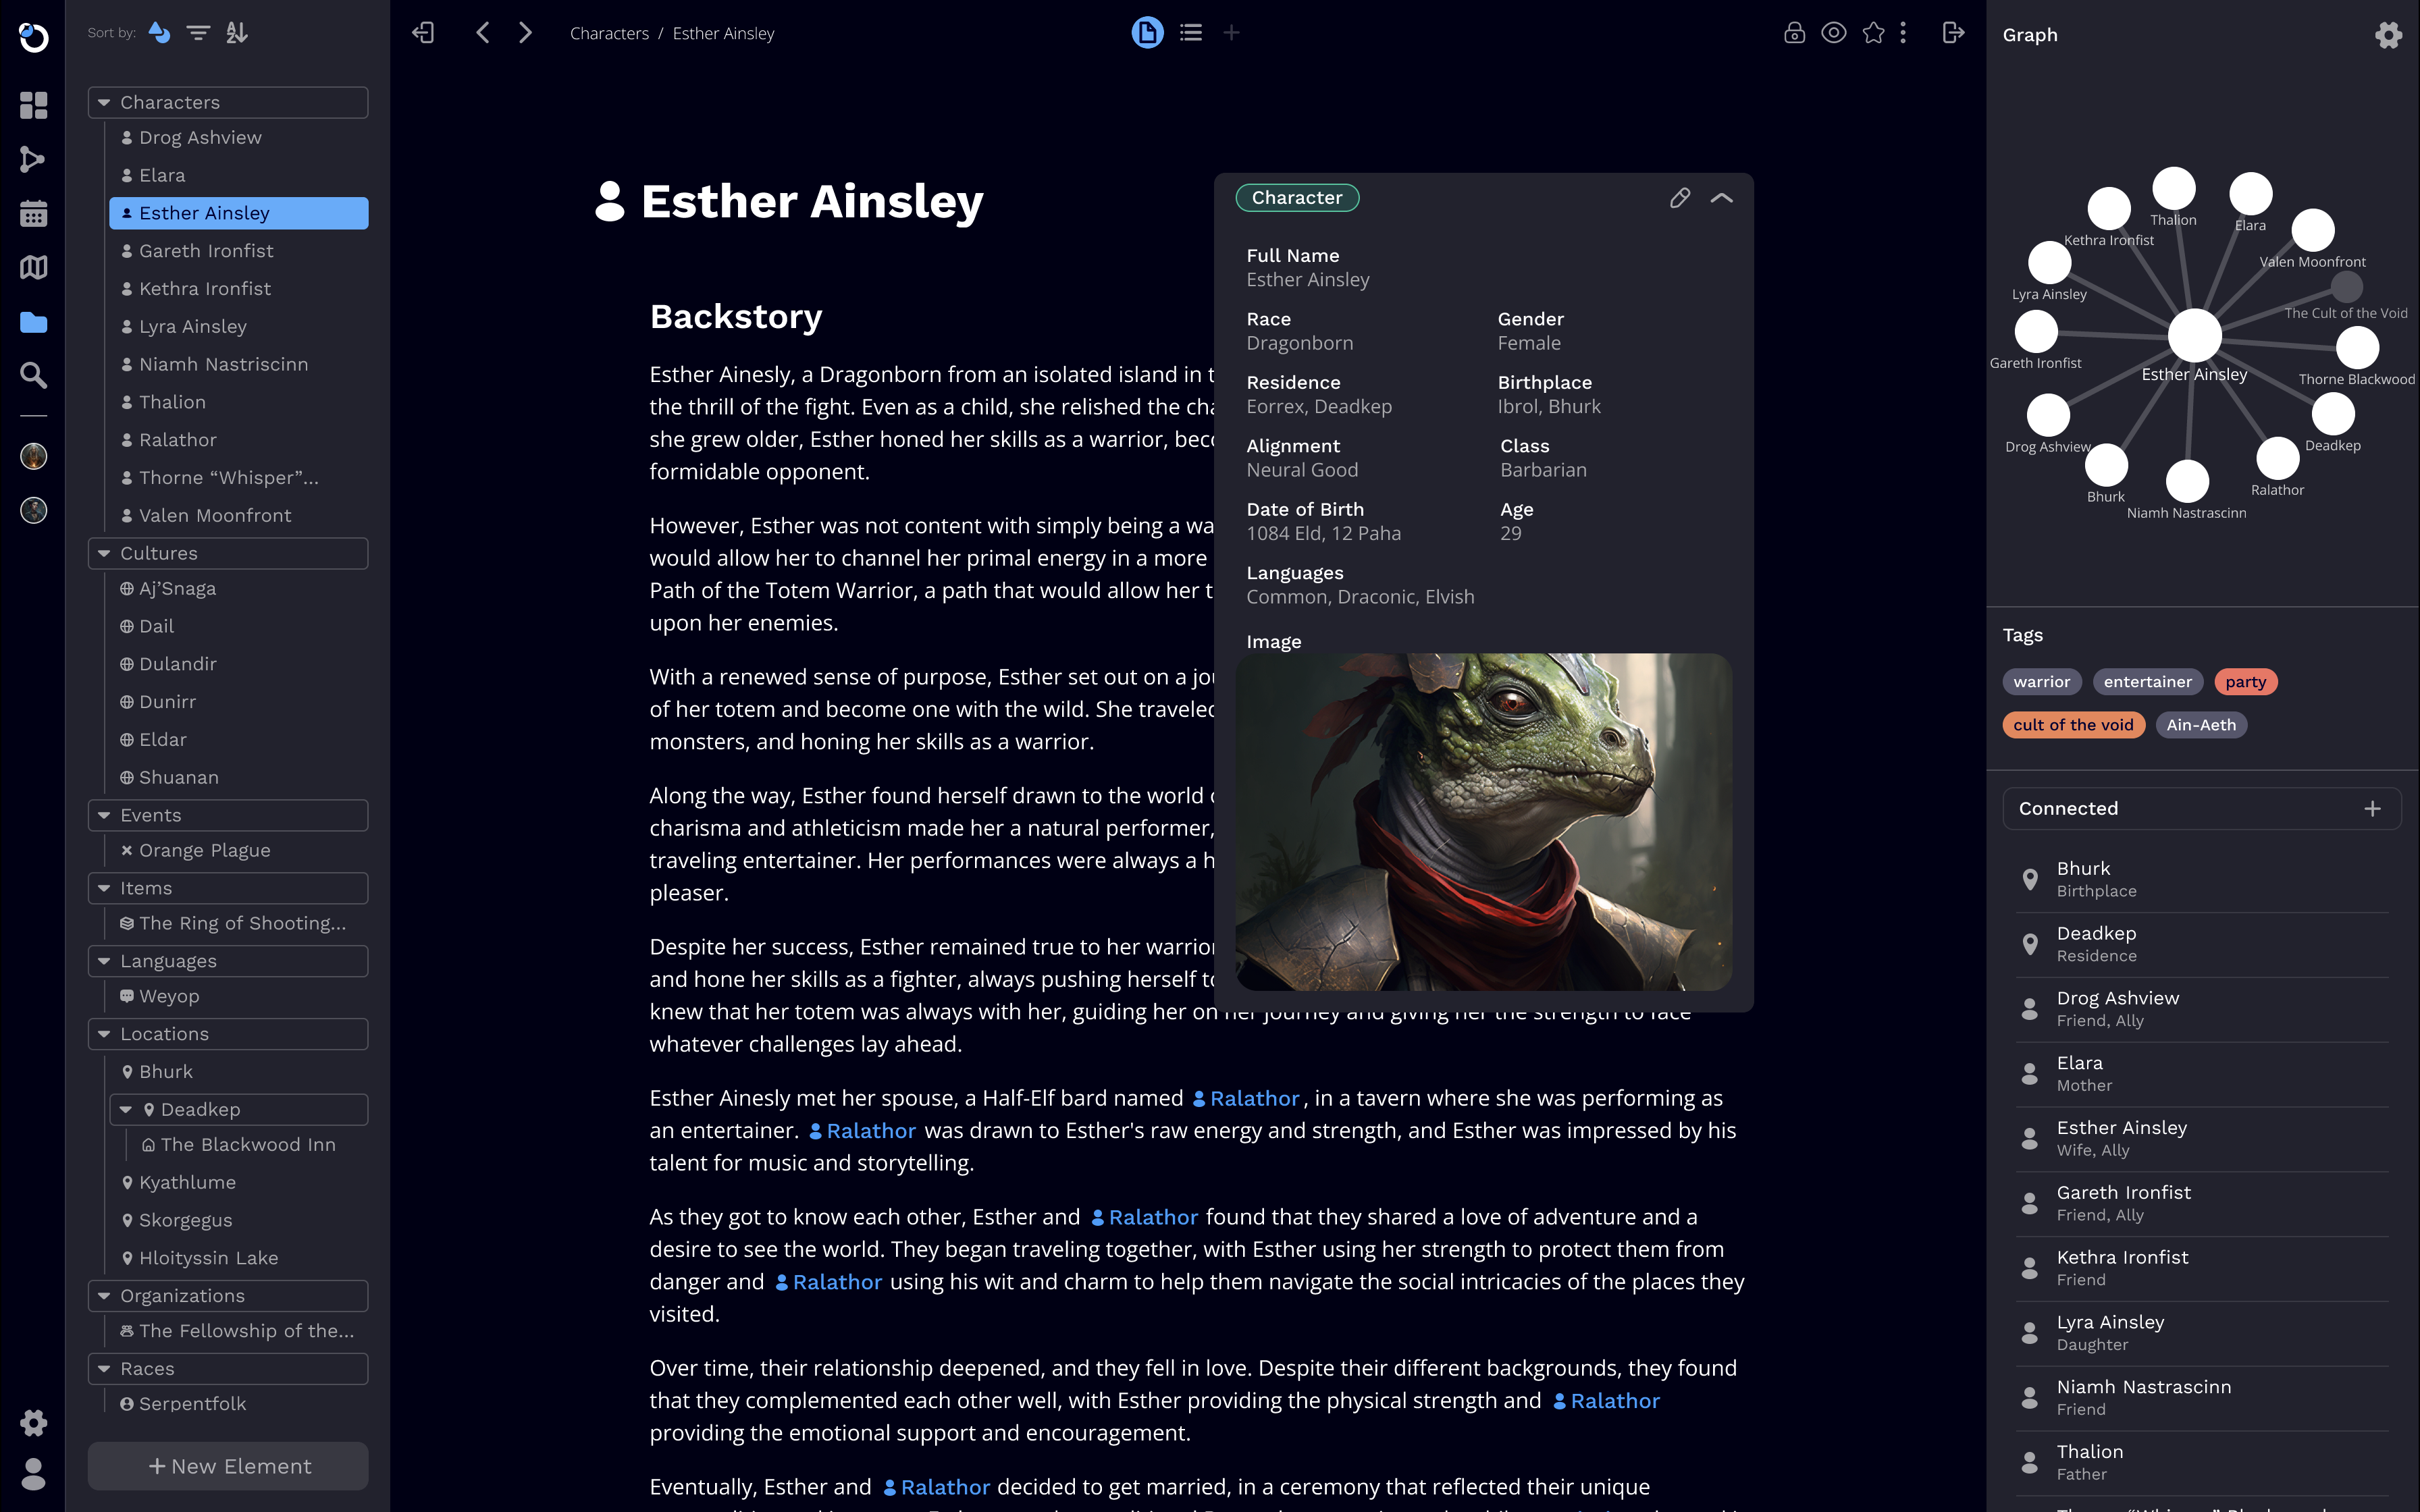 Sort by:
Characters
Drog Ashview
Elara
Esther Ainsley
Gareth Ironfist
Kethra Ironfist
Lyra Ainsley
Niamh Nastriscinn
Thalion
Ralathor
Thorne “Whisper”...
Valen Moonfront
Cultures
Aj’Snaga
Dail
Dulandir
Dunirr
Eldar
Shuanan
Events
Orange Plague
Items
The Ring of Shooting...
Languages
Weyop
Locations
Bhurk
Deadkep
The Blackwood Inn
Kyathlume
Skorgegus
Hloityssin Lake
Organizations
The Fellowship of the...
Races
Serpentfolk
+ New Element
Characters / Esther Ainsley
Esther Ainsley
Backstory
Esther Ainesly, a Dragonborn from an isolated island in t
the thrill of the fight. Even as a child, she relished the cha
she grew older, Esther honed her skills as a warrior, beco
formidable opponent.
However, Esther was not content with simply being a wa
would allow her to channel her primal energy in a more
Path of the Totem Warrior, a path that would allow her t
upon her enemies.
With a renewed sense of purpose, Esther set out on a jou
of her totem and become one with the wild. She traveled
monsters, and honing her skills as a warrior.
Along the way, Esther found herself drawn to the world o
charisma and athleticism made her a natural performer,
traveling entertainer. Her performances were always a h
pleaser.
Despite her success, Esther remained true to her warrior
and hone her skills as a fighter, always pushing herself to
knew that her totem was always with her, guiding her on her journey and giving her the strength to face
whatever challenges lay ahead.
Esther Ainesly met her spouse, a Half-Elf bard named Ralathor, in a tavern where she was performing as
an entertainer. Ralathor was drawn to Esther's raw energy and strength, and Esther was impressed by his
talent for music and storytelling.
As they got to know each other, Esther and Ralathor found that they shared a love of adventure and a
desire to see the world. They began traveling together, with Esther using her strength to protect them from
danger and Ralathor using his wit and charm to help them navigate the social intricacies of the places they
visited.
Over time, their relationship deepened, and they fell in love. Despite their different backgrounds, they found
that they complemented each other well, with Esther providing the physical strength and Ralathor
providing the emotional support and encouragement.
Eventually, Esther and Ralathor decided to get married, in a ceremony that reflected their unique
Character
Full Name
Esther Ainsley
Race
Dragonborn
Gender
Female
Residence
Eorrex, Deadkep
Birthplace
Ibrol, Bhurk
Alignment
Neural Good
Class
Barbarian
Date of Birth
1084 Eld, 12 Paha
Age
29
Languages
Common, Draconic, Elvish
Image
Graph
Thalion
Elara
Kethra Ironfist
Valen Moonfront
Lyra Ainsley
The Cult of the Void
Gareth Ironfist
Esther Ainsley
Thorne Blackwood
Drog Ashview
Deadkep
Bhurk
Ralathor
Niamh Nastrascinn
Tags
warrior
entertainer
party
cult of the void
Ain-Aeth
Connected
Bhurk
Birthplace
Deadkep
Residence
Drog Ashview
Friend, Ally
Elara
Mother
Esther Ainsley
Wife, Ally
Gareth Ironfist
Friend, Ally
Kethra Ironfist
Friend
Lyra Ainsley
Daughter
Niamh Nastrascinn
Friend
Thalion
Father